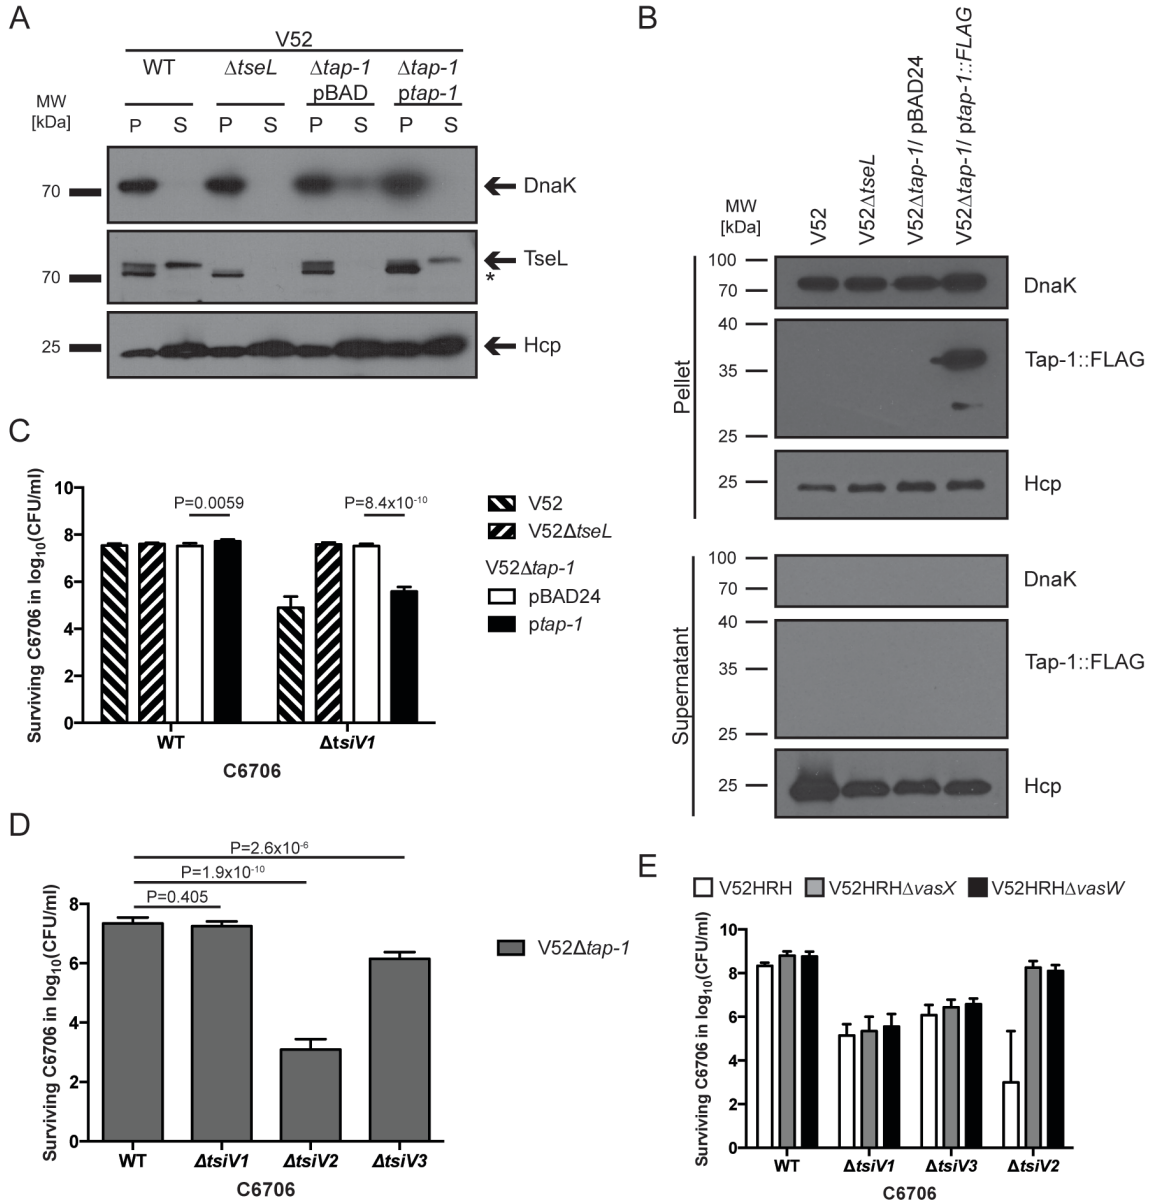 A
V52
WT ΔtseL Δtap-1 Δtap-1
pBAD ptap-1
MW
[kDa]
P S P S P S P S
70 DnaK
TseL
70 *
25 Hcp
B
MW
[kDa]
V52
V52ΔtseL
V52Δtap-1/ pBAD24
V52Δtap-1/ ptap-1::FLAG
Pellet
100
70
DnaK
40
35
25
Tap-1::FLAG
25
Hcp
Supernatant
100
70
DnaK
40
35
25
Tap-1::FLAG
25
Hcp
C
Surviving C6706 in log10(CFU/ml)
10
8
6
4
2
0
P=0.0059
P=8.4x10-10
WT ΔtsiV1
C6706
V52
V52ΔtseL
V52Δtap-1
pBAD24
ptap-1
D
Surviving C6706 in log10(CFU/ml)
8
6
4
2
0
P=2.6x10-6
P=1.9x10-10
P=0.405
WT ΔtsiV1 ΔtsiV2 ΔtsiV3
C6706
V52Δtap-1
E
V52HRH V52HRHΔvasX V52HRHΔvasW
Surviving C6706 in log10(CFU/ml)
10
8
6
4
2
0
WT ΔtsiV1 ΔtsiV3 ΔtsiV2
C6706